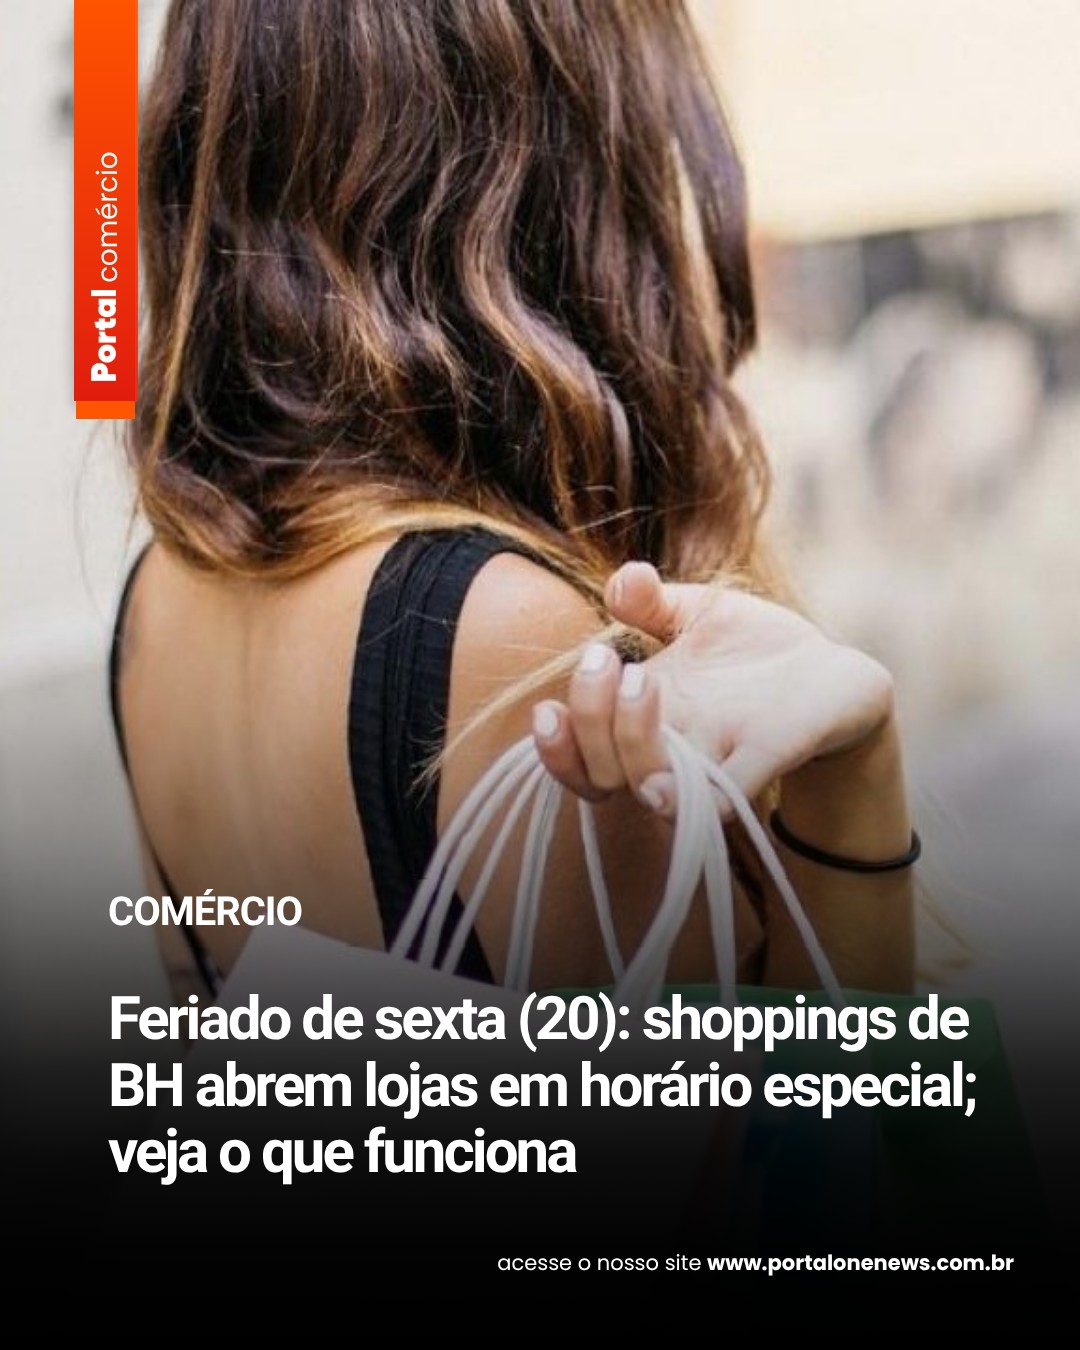 Portal comércio
COMÉRCIO
Feriado de sexta (20): shoppings de
BH abrem lojas em horário especial;
veja o que funciona
acesse o nosso site www.portalonenews.com.br